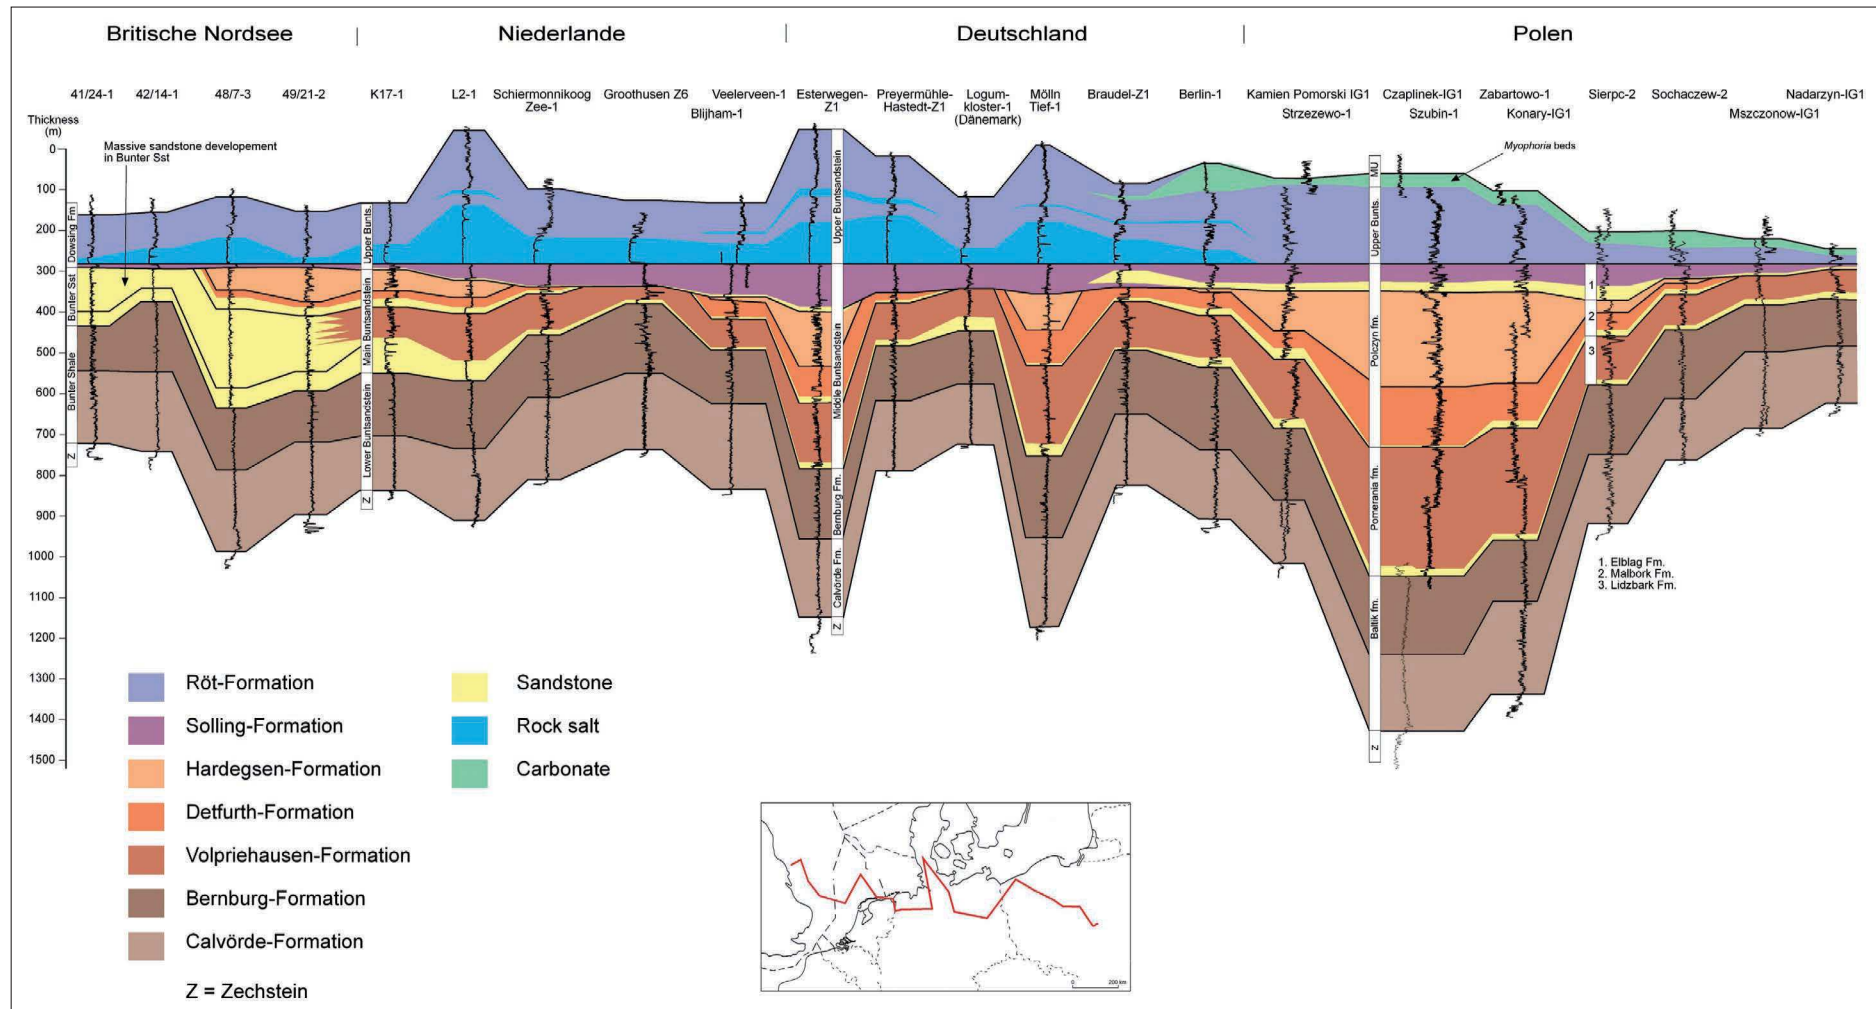 Britische Nordsee
Niederlande
Deutschland
Polen
41/24-1
42/14-1
48/7-3
49/21-2
K17-1
L2-1
Schiermonnikoog
Zee-1
Groothusen Z6
Veelerveen-1
Blijham-1
Esterwegen-
Z1
Preyermühle-
Hastedt-Z1
Logum-
kloster-1
(Dänemark)
Mölln
Tief-1
Braudel-Z1
Berlin-1
Kamien Pomorski IG1
Strzezewo-1
Czaplinek-IG1
Szubin-1
Zabartowo-1
Konary-IG1
Sierpc-2
Sochaczew-2
Mszczonow-IG1
Nadarzyn-IG1
Thickness
(m)
0
100
200
300
400
500
600
700
800
900
1000
1100
1200
1300
1400
1500
Massive sandstone developement
in Bunter Sst
Myophoria beds
Dowsing Fm
Bunter Sst
Bunter Shale
Z
Upper Bunts.
Main Buntsandstein
Lower Buntsandstein
Z
Upper Buntsandstein
Middle Buntsandstein
Bernburg Fm.
Calvörde Fm.
Z
MU
Upper Bunts.
Polczyn fm.
Pomerania fm.
Baltik fm.
Z
1
2
3
1. Elblag Fm.
2. Malbork Fm.
3. Lidzbark Fm.
Röt-Formation
Solling-Formation
Hardegsen-Formation
Detfurth-Formation
Volpriehausen-Formation
Bernburg-Formation
Calvörde-Formation
Z = Zechstein
Sandstone
Rock salt
Carbonate
0
200 km